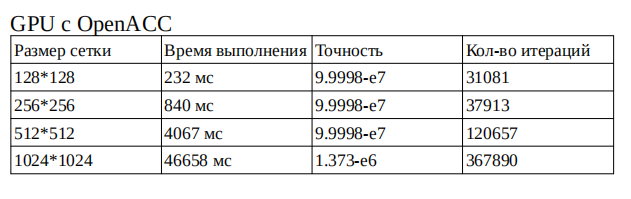 GPU с OpenACC
Размер сетки Время выполнения Точность Кол-во итераций
128*128 232 мс 9.9998-e7 31081
256*256 840 мс 9.9998-e7 37913
512*512 4067 мс 9.9998-e7 120657
1024*1024 46658 мс 1.373-e6 367890